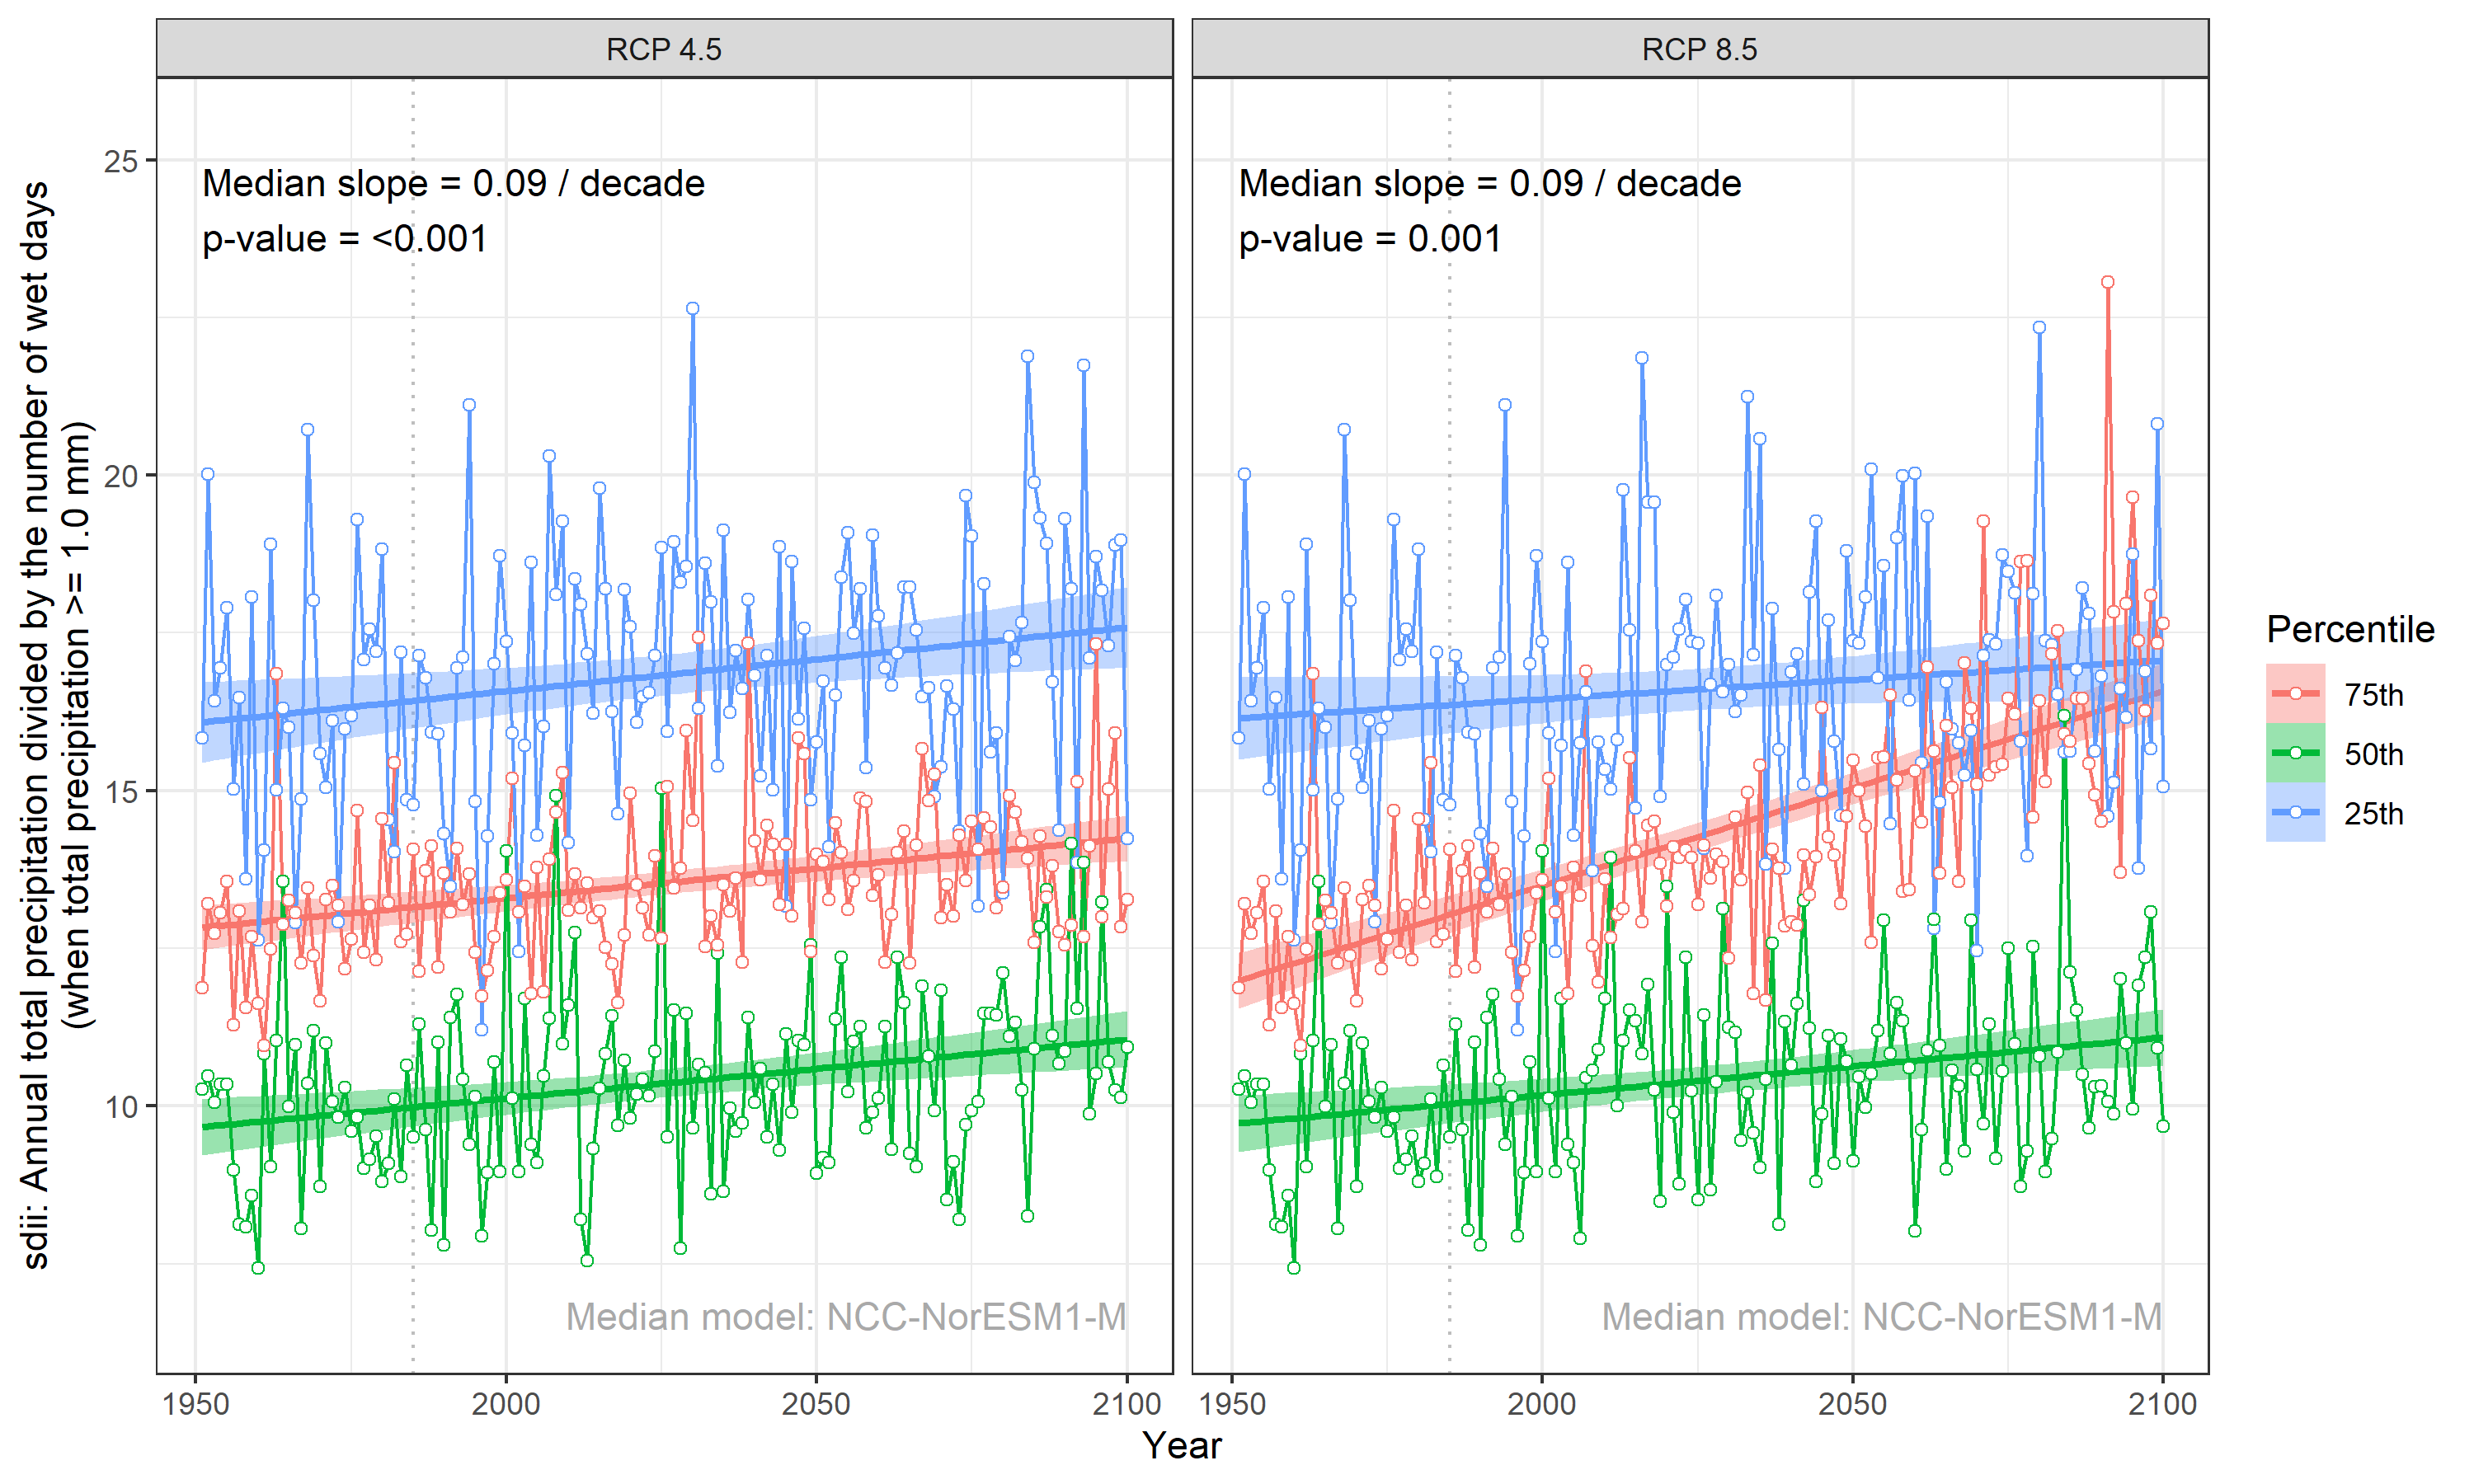 RCP 4.5
RCP 8.5
sdii: Annual total precipitation divided by the number of wet days
(when total precipitation >= 1.0 mm)
25
20
15
10
Median slope = 0.09 / decade
p-value = <0.001
Median slope = 0.09 / decade
p-value = 0.001
Median model: NCC-NorESM1-M
Median model: NCC-NorESM1-M
1950
2000
2050
2100
1950
2000
2050
2100
Year
Percentile
75th
50th
25th